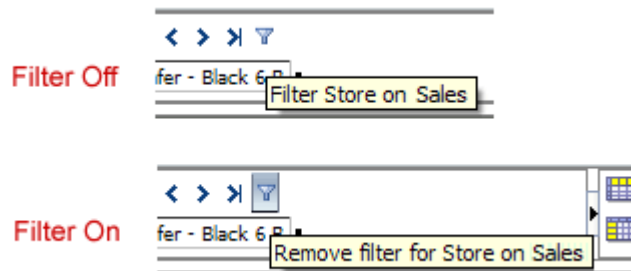 Filter Off
fer - Black 6
Filter Store on Sales
Filter On
fer - Black 6
Remove filter for Store on Sales